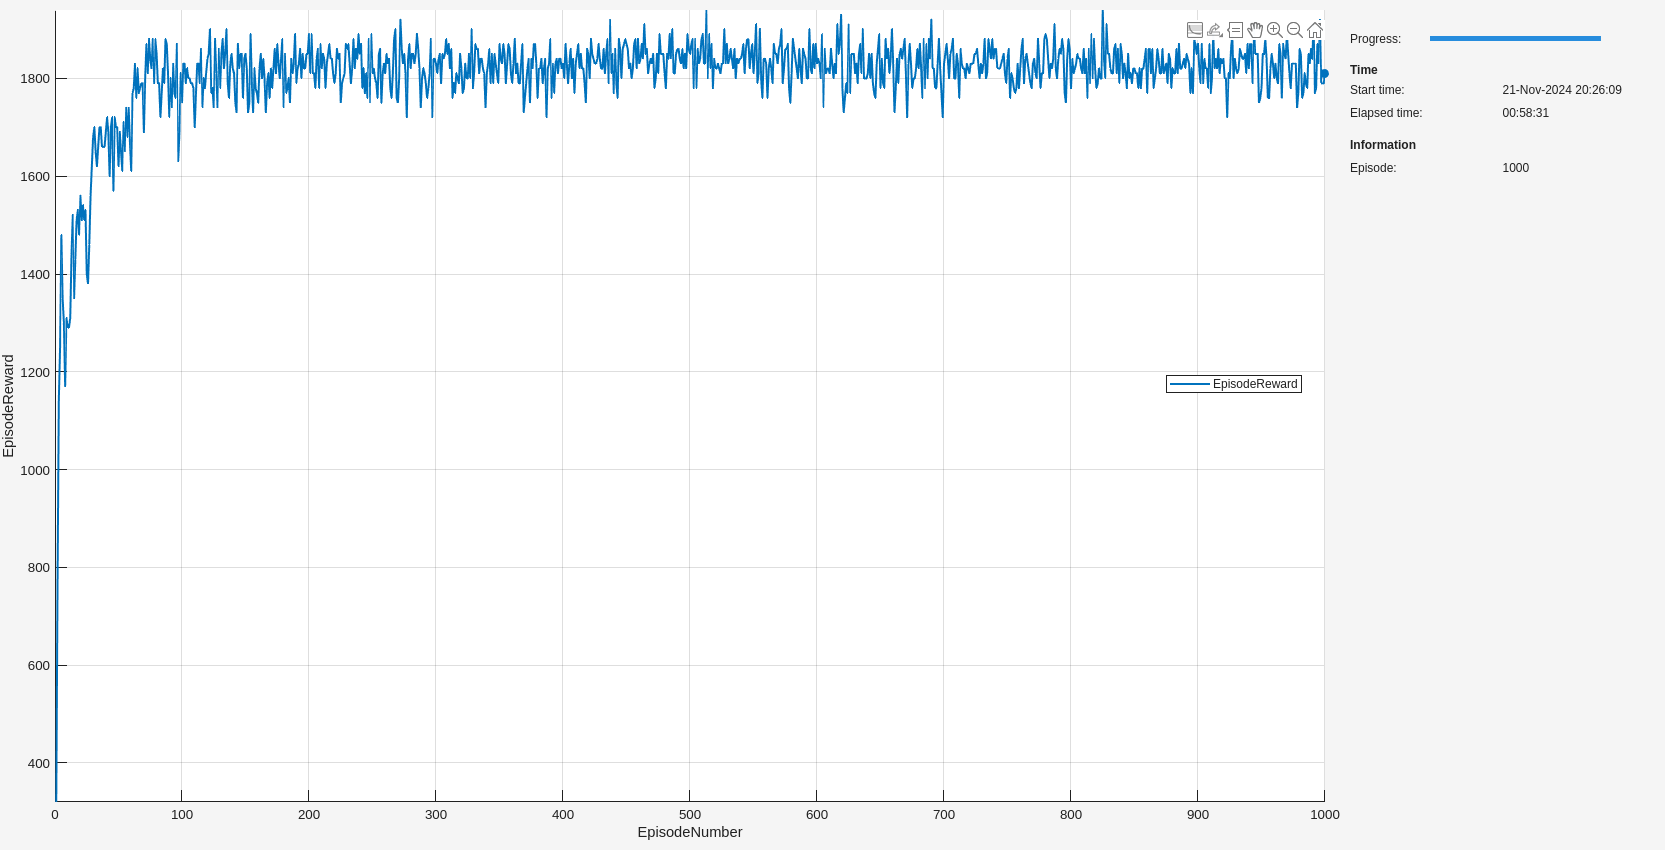 1800
1600
1400
1200
1000
800
600
400
EpisodeReward
0 100 200 300 400 500 600 700 800 900 1000
EpisodeNumber
EpisodeReward
Progress:
Time
Start time: 21-Nov-2024 20:26:09
Elapsed time: 00:58:31
Information
Episode: 1000